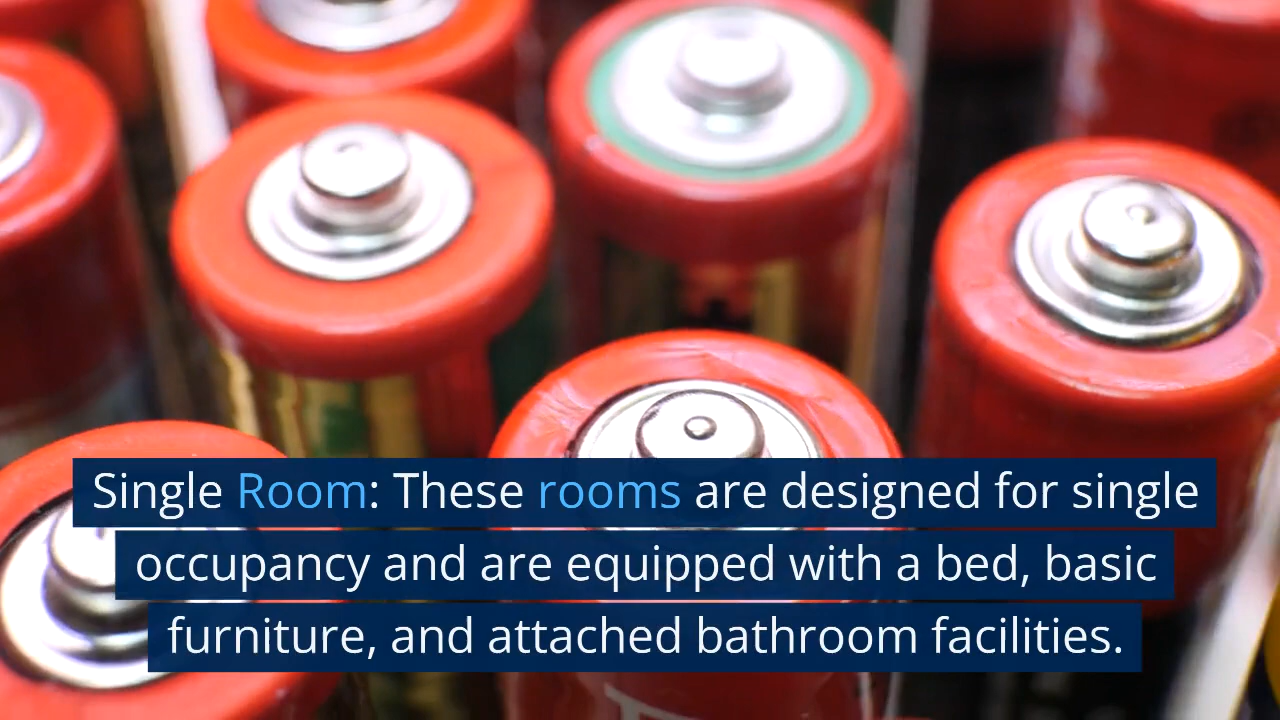 Single Room: These rooms are designed for single
occupancy and are equipped with a bed, basic
furniture, and attached bathroom facilities.